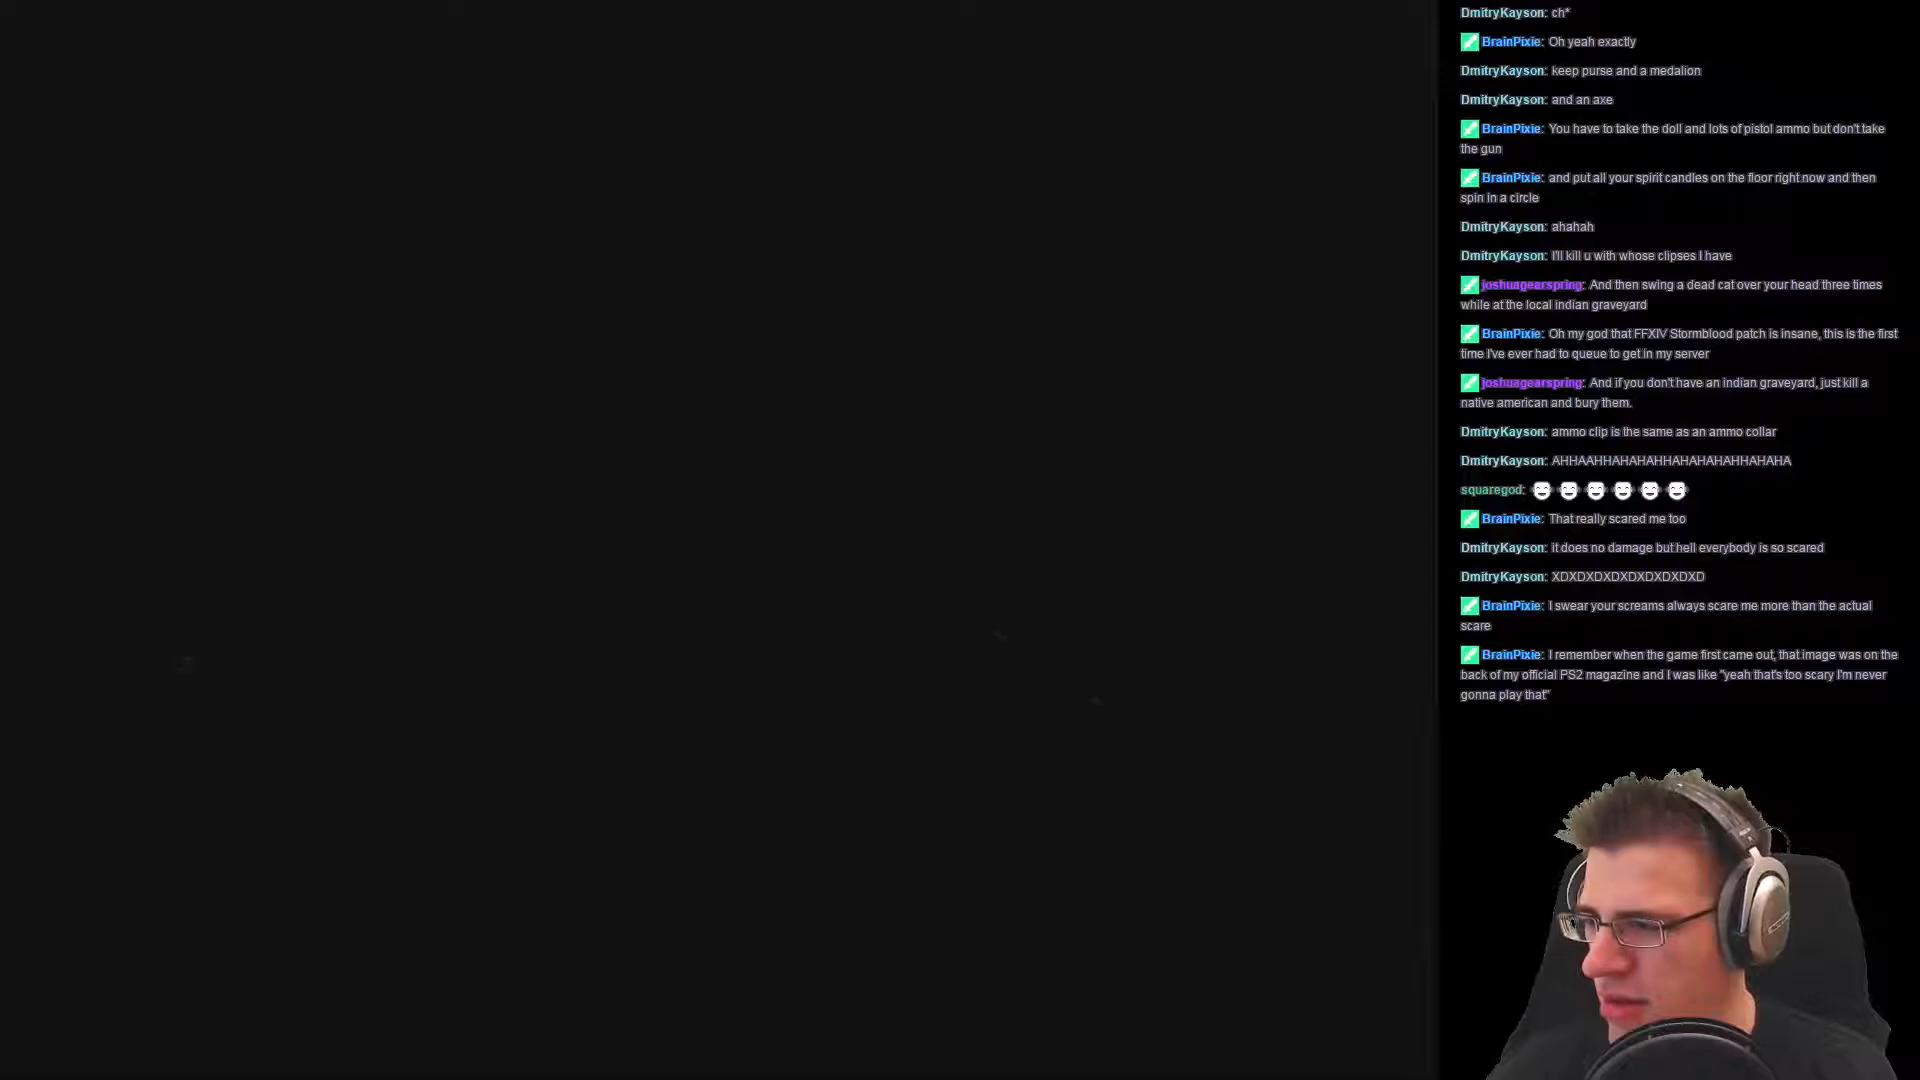 DmitryKayson: ch*
BrainPixie: Oh yeah exactly
DmitryKayson: keep purse and a medalion
DmitryKayson: and an axe
BrainPixie: You have to take the doll and lots of pistol ammo but don't take
the gun
BrainPixie: and put all your spirit candles on the floor right now and then
spin in a circle
DmitryKayson: ahahah
DmitryKayson: I'll kill u with whose clipses I have
joshuagearspring: And then swing a dead cat over your head three times
while at the local indian graveyard
BrainPixie: Oh my god that FFXIV Stormblood patch is insane, this is the first
time I've ever had to queue to get in my server
joshuagearspring: And if you don't have an indian graveyard, just kill a
native american and bury them.
DmitryKayson: ammo clip is the same as an ammo collar
DmitryKayson: AHHAAHHAHAHAHHAHAHAHAHHAHAHA
squaregod:
BrainPixie: That really scared me too
DmitryKayson: it does no damage but hell everybody is so scared
DmitryKayson: XDXDXDXDXDXDXDXDXD
BrainPixie: I swear your screams always scare me more than the actual
scare
BrainPixie: I remember when the game first came out, that image was on the
back of my official PS2 magazine and I was like "yeah that's too scary I'm never
gonna play that"